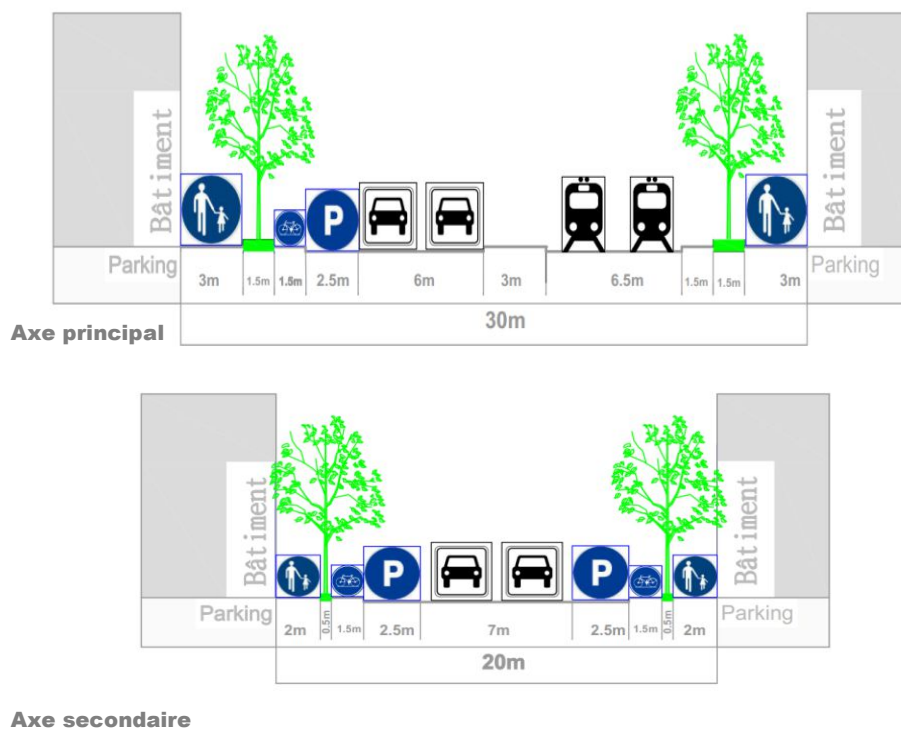 Bâtiment
Bâtiment
P
Parking
Parking
3m 1.5m 1.5m 2.5m 6m 3m 6.5m 1.5m 1.5m 3m
30m
Axe principal
Bâtiment
Bâtiment
P
P
Parking
Parking
2m 0.5m 1.5m 2.5m 7m 2.5m 1.5m 0.5m 2m
20m
Axe secondaire